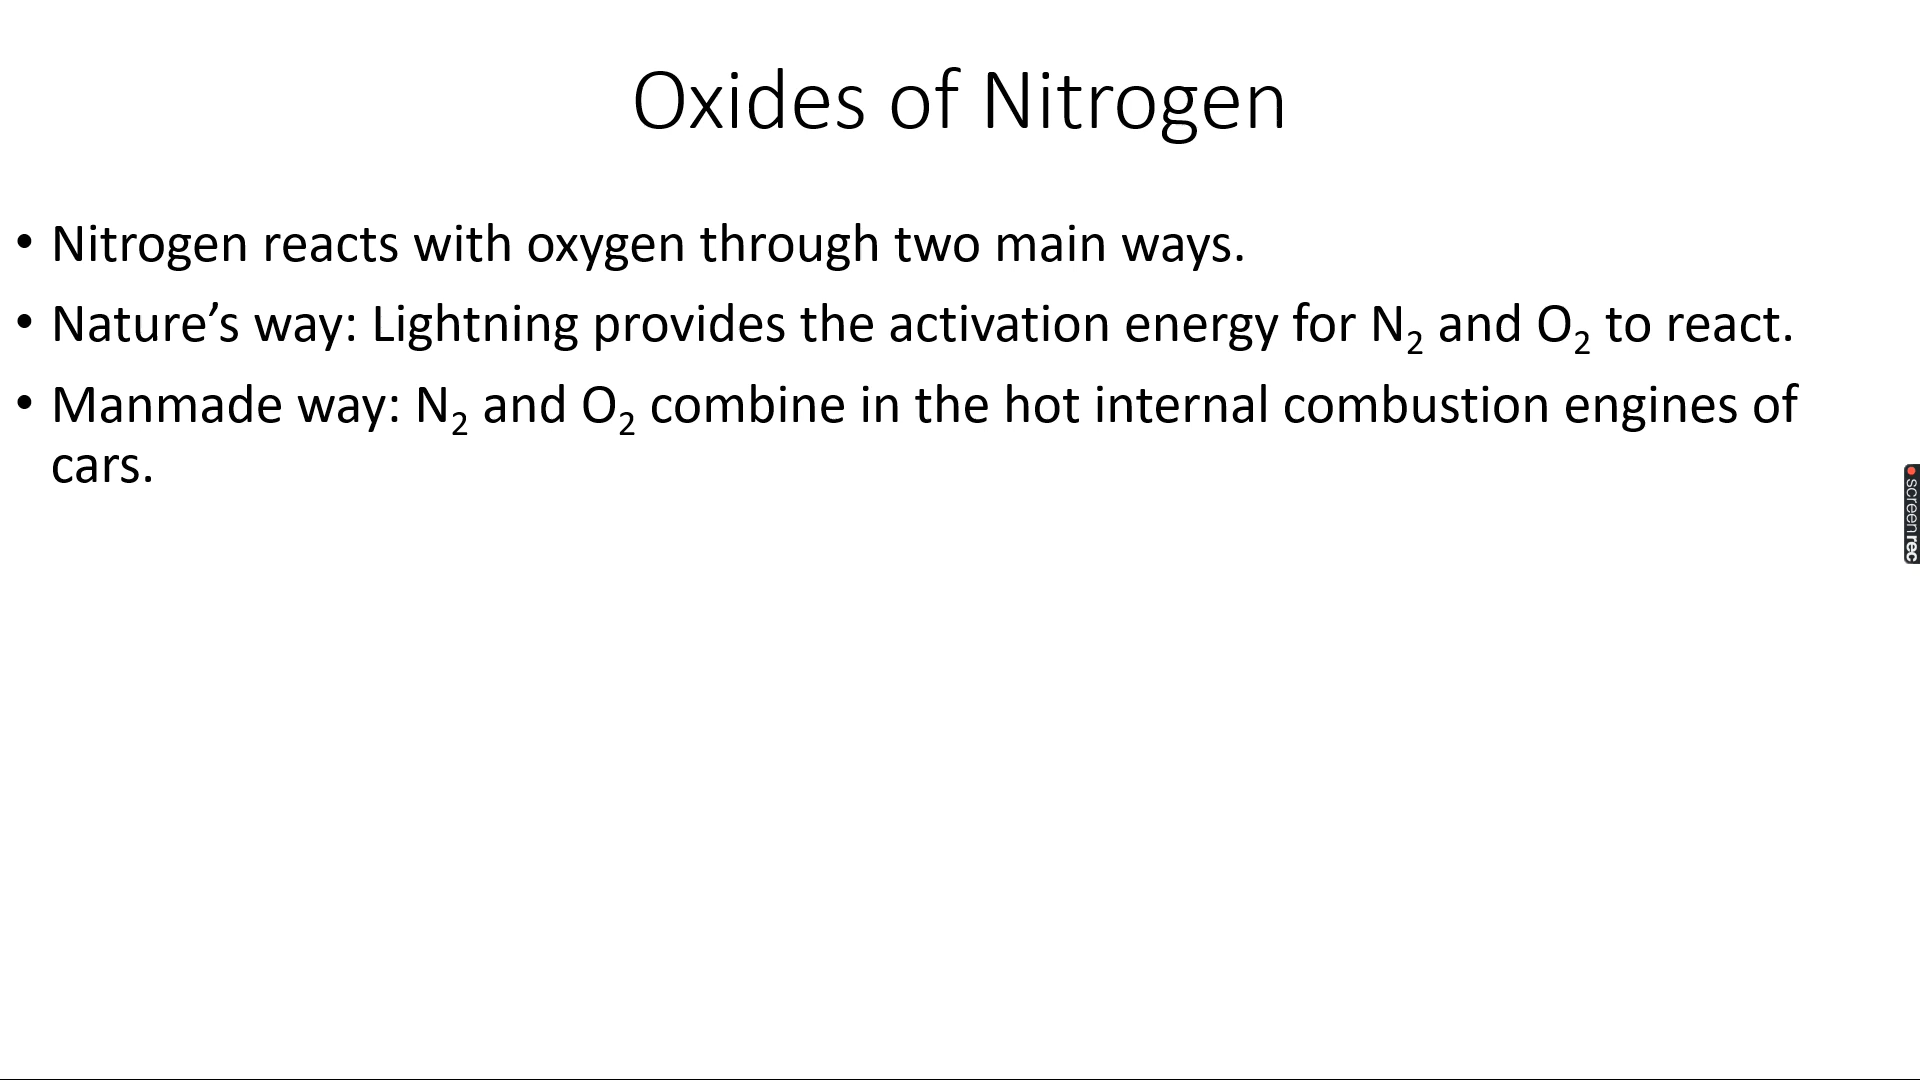 Oxides of Nitrogen
• Nitrogen reacts with oxygen through two main ways.
• Nature’s way: Lightning provides the activation energy for N₂ and O₂ to react.
• Manmade way: N₂ and O₂ combine in the hot internal combustion engines of
cars.
screenrec